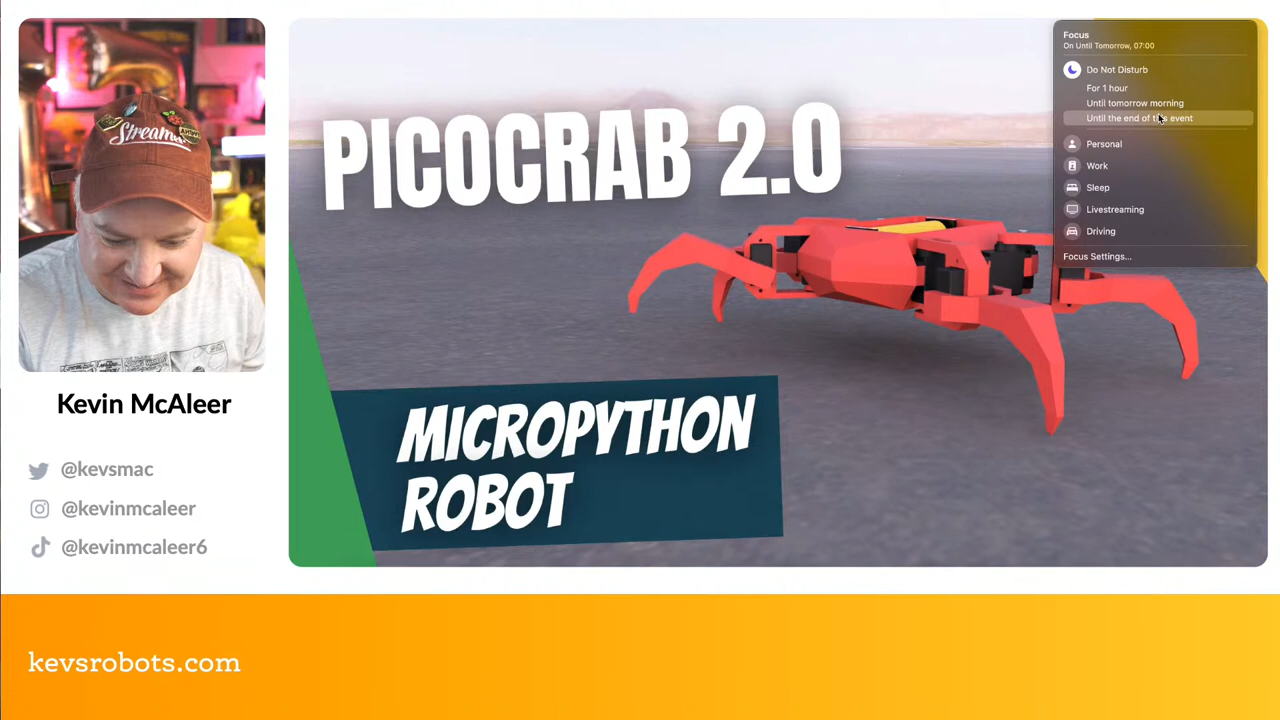 Stream
Kevin McAleer
@kevsmac
@kevinmcaleer
@kevinmcaleer6
PICOCRAB 2.0
MICROPYTHON
ROBOT
Focus
On Until Tomorrow, 07:00
Do Not Disturb
For 1 hour
Until tomorrow morning
Until the end of this event
Personal
Work
Sleep
Livestreaming
Driving
Focus Settings...
kevsrobots.com